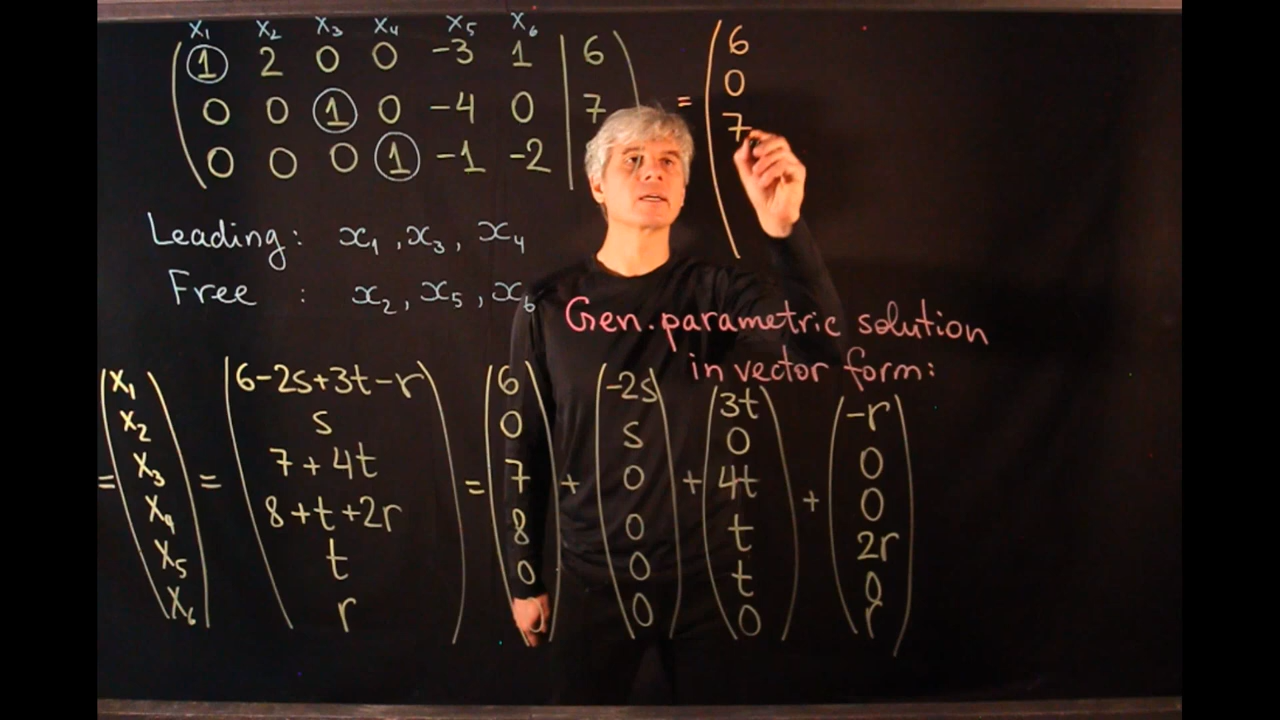 x₁ x₂ x₃ x₄ x₅ x₆
1 2 0 0 -3 1 | 6
0 0 1 0 -4 0 | 7
0 0 0 1 -1 -2 |
= 6
0
7
Leading: x₁, x₃, x₄
Free : x₂, x₅, x₆
Gen. parametric solution
in vector form:
= x₁ = 6-2s+3t-r = 6 + -2s + 3t + -r
x₂ s 0 s 0 0
x₃ 7+4t 7 0 4t 0
x₄ 8+t+2r 8 0 t 2r
x₅ t 0 0 t 0
x₆ r 0 0 0 r